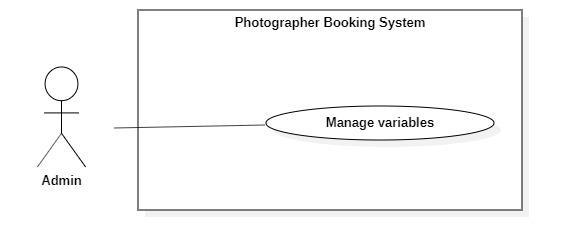 Photographer Booking System
Manage variables
Admin